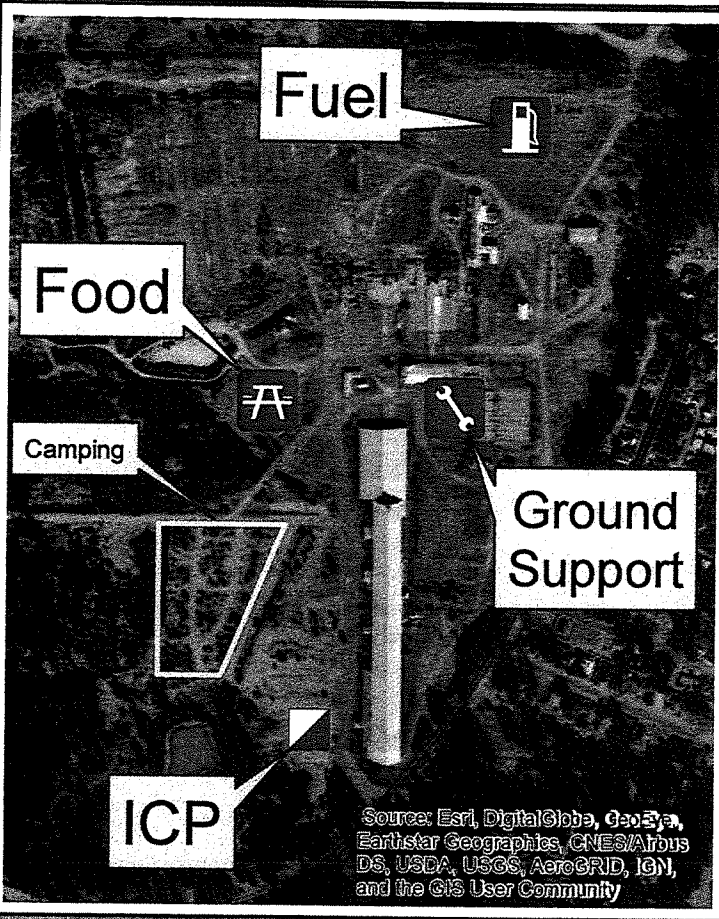 Fuel
Food
Camping
Ground
Support
ICP
Source: Esri, DigitalGlobe, GeoEye,
Earthstar Geographics, CNES/Airbus
DS, USDA, USGS, AeroGRID, IGN,
and the GIS User Community